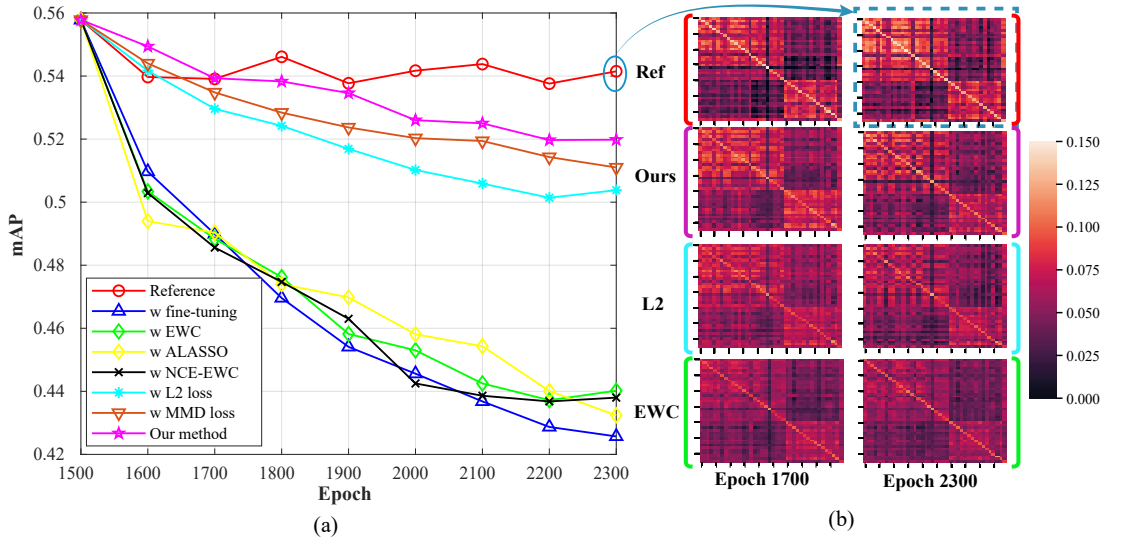 0.56
0.54
0.52
0.5
0.48
0.46
0.44
0.42
mAP
Reference
w fine-tuning
w EWC
w ALASSO
w NCE-EWC
w L2 loss
w MMD loss
Our method
1500 1600 1700 1800 1900 2000 2100 2200 2300
Epoch
(a)
Ref
Ours
L2
EWC
Epoch 1700
Epoch 2300
0.150
0.125
0.100
0.075
0.050
0.025
0.000
(b)